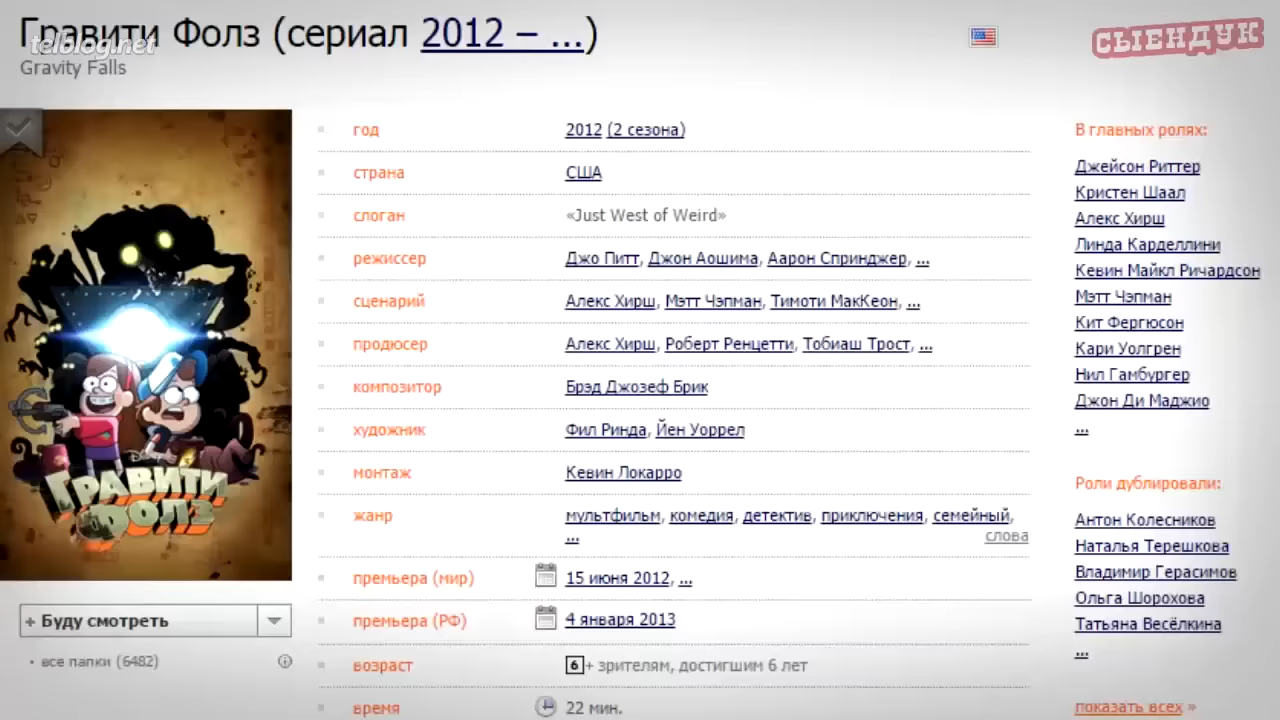 Гравити Фолз (сериал 2012 – ...)
telblog.net
Gravity Falls
СЫЕНДУК
Disney
ГРАВИТИ
ФОЛЗ
+ Буду смотреть
• все папки (6482)
год 2012 (2 сезона)
страна США
слоган «Just West of Weird»
режиссер Джо Питт, Джон Аошима, Аарон Спринджер, ...
сценарий Алекс Хирш, Мэтт Чэпман, Тимоти МакКеон, ...
продюсер Алекс Хирш, Роберт Ренцетти, Тобиаш Трост, ...
композитор Брэд Джозеф Брик
художник Фил Ринда, Йен Уоррел
монтаж Кевин Локарро
жанр мультфильм, комедия, детектив, приключения, семейный,
... слова
премьера (мир) 15 июня 2012, ...
премьера (РФ) 4 января 2013
возраст 6+ зрителям, достигшим 6 лет
время 22 мин.
В главных ролях:
Джейсон Риттер
Кристен Шаал
Алекс Хирш
Линда Карделлини
Кевин Майкл Ричардсон
Мэтт Чэпман
Кит Фергюсон
Кари Уолгрен
Нил Гамбургер
Джон Ди Маджио
...
Роли дублировали:
Антон Колесников
Наталья Терешкова
Владимир Герасимов
Ольга Шорохова
Татьяна Весёлкина
...
показать всех »